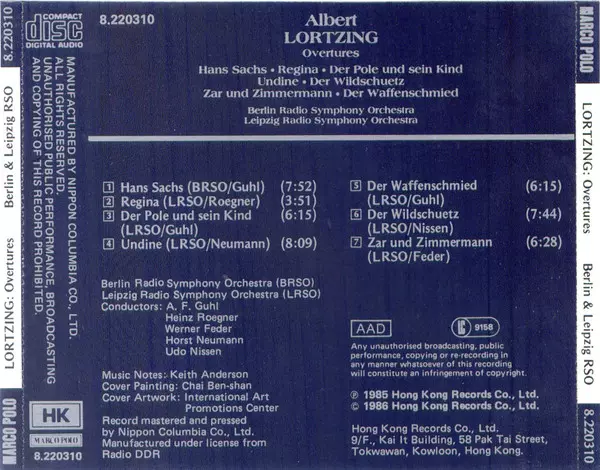 8.220310
MARCO POLO
Berlin & Leipzig RSO
LORTZING: Overtures
MARCO POLO
8.220310
COMPACT
disc
DIGITAL AUDIO
MANUFACTURED BY NIPPON COLUMBIA CO., LTD.
ALL RIGHTS RESERVED.
UNAUTHORISED PUBLIC PERFORMANCE, BROADCASTING
AND COPYING OF THIS RECORD PROHIBITED.
HK
MARCO POLO
8.220310
8.220310
Albert
LORTZING
Overtures
Hans Sachs · Regina · Der Pole und sein Kind
Undine · Der Wildschuetz
Zar und Zimmermann · Der Waffenschmied
Berlin Radio Symphony Orchestra
Leipzig Radio Symphony Orchestra
1 Hans Sachs (BRSO/Guhl) (7:52)
2 Regina (LRSO/Roegner) (3:51)
3 Der Pole und sein Kind (6:15)
(LRSO/Guhl)
4 Undine (LRSO/Neumann) (8:09)
5 Der Waffenschmied (6:15)
(LRSO/Guhl)
6 Der Wildschuetz (7:44)
(LRSO/Nissen)
7 Zar und Zimmermann (6:28)
(LRSO/Feder)
Berlin Radio Symphony Orchestra (BRSO)
Leipzig Radio Symphony Orchestra (LRSO)
Conductors: A. F. Guhl
Heinz Roegner
Werner Feder
Horst Neumann
Udo Nissen
Music Notes: Keith Anderson
Cover Painting: Chai Ben-shan
Cover Artwork: International Art
Promotions Center
Record mastered and pressed
by Nippon Columbia Co., Ltd.
Manufactured under license from
Radio DDR
AAD
LC 9158
Any unauthorised broadcasting, public
performance, copying or re-recording in
any manner whatsoever of this recording
will constitute an infringement of copyright.
℗ 1985 Hong Kong Records Co., Ltd.
© 1986 Hong Kong Records Co., Ltd.
Hong Kong Records Co., Ltd.
9/F., Kai It Building, 58 Pak Tai Street,
Tokwawan, Kowloon, Hong Kong.
MARCO POLO
LORTZING: Overtures
Berlin & Leipzig RSO
8.220310